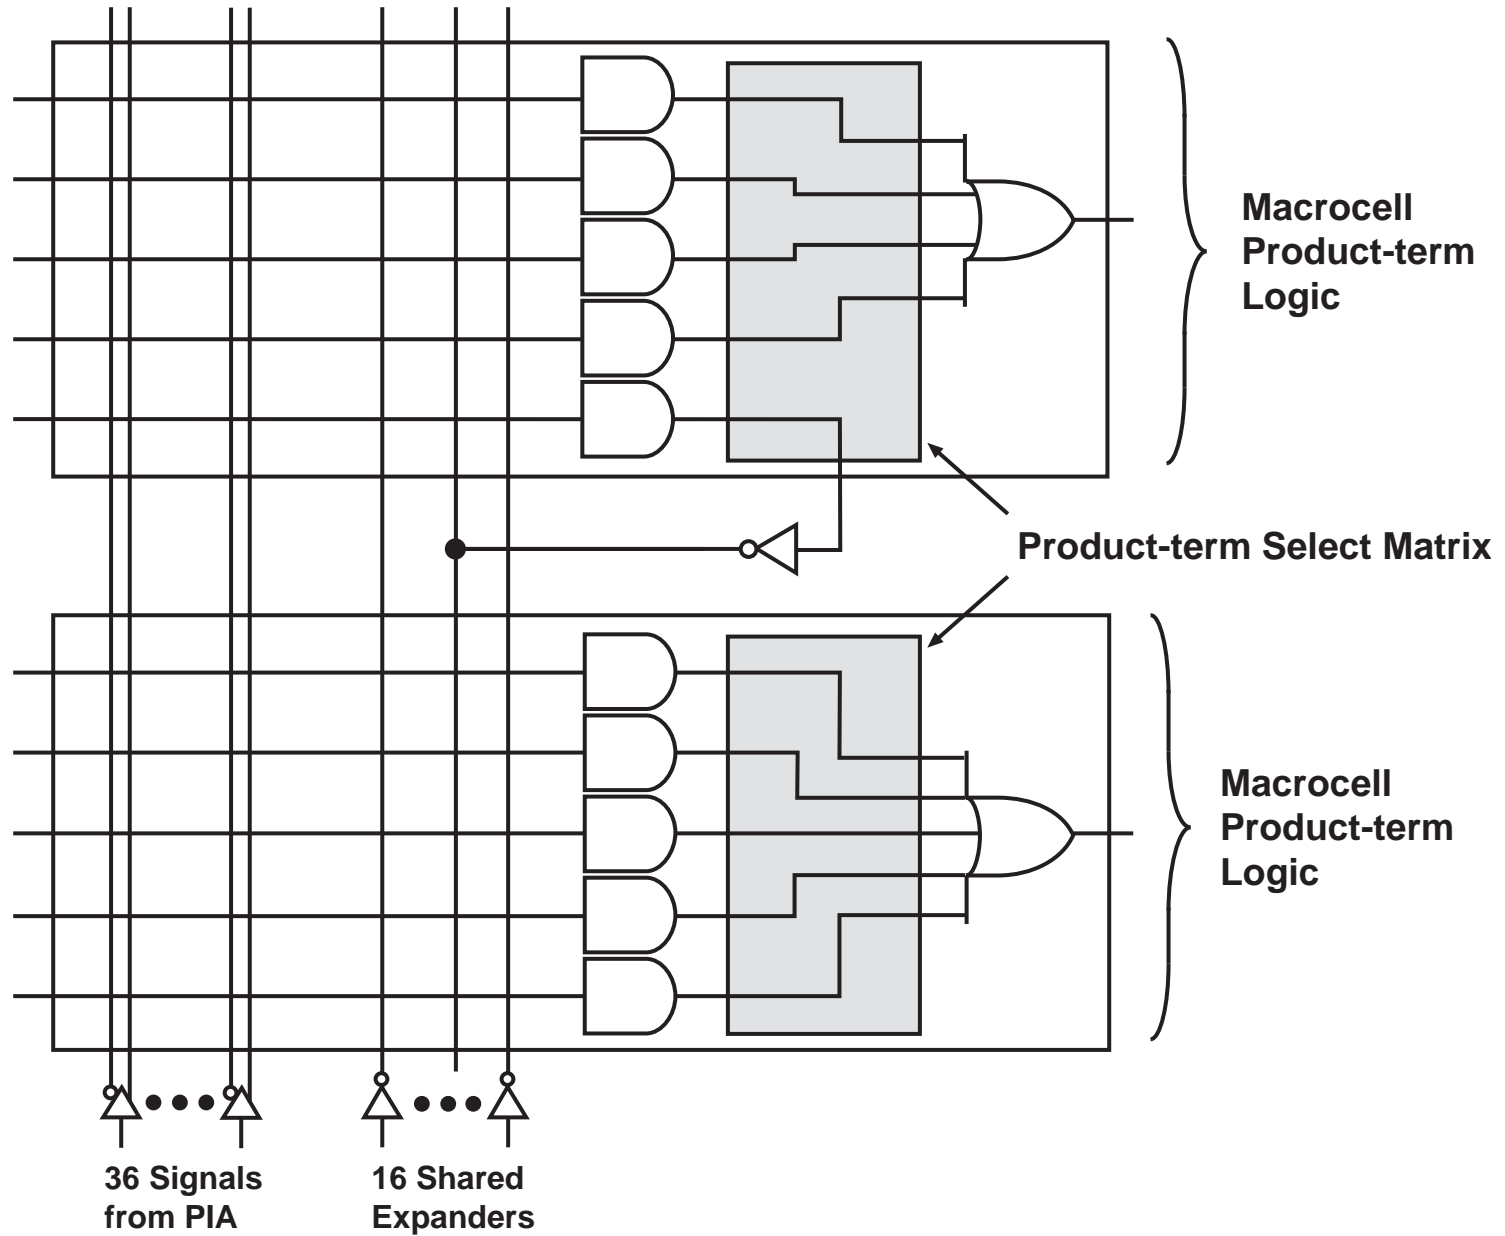 Macrocell
Product-term
Logic
Product-term Select Matrix
Macrocell
Product-term
Logic
36 Signals
from PIA
16 Shared
Expanders